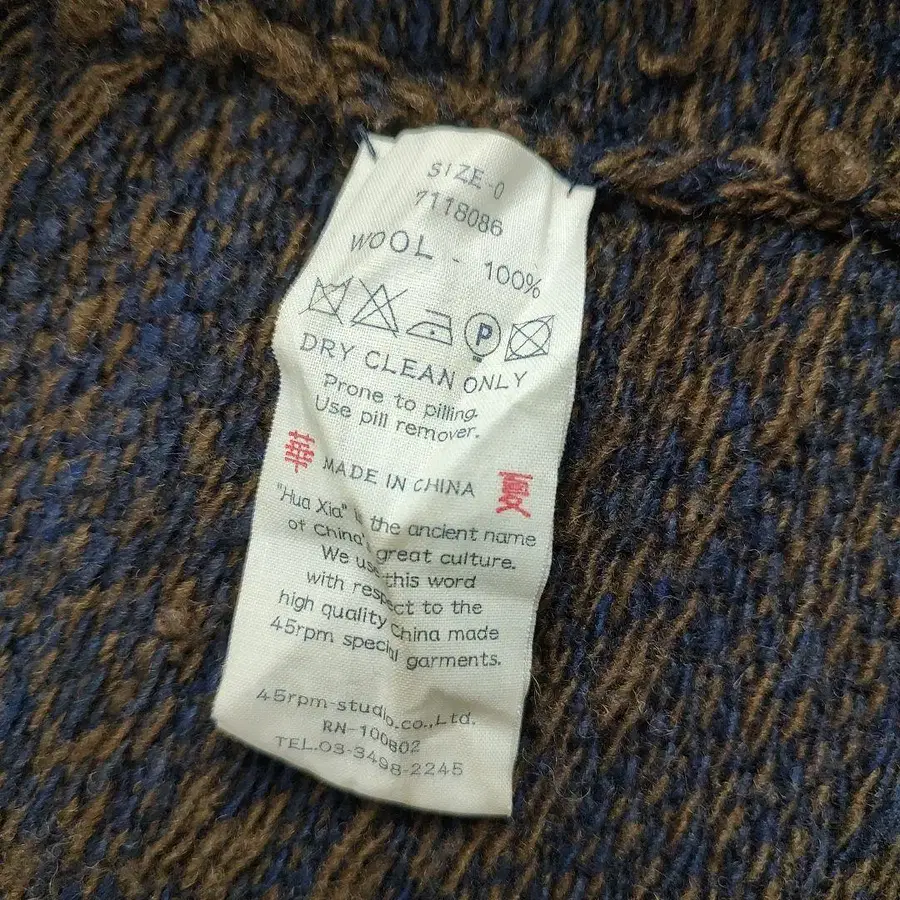 SIZE-0
7118086
WOOL - 100%
P
DRY CLEAN ONLY
Prone to pilling.
Use pill remover.
華 MADE IN CHINA 夏
"Hua Xia" is the ancient name
of China's great culture.
We use this word
with respect to the
high quality China made
45rpm special garments.
45rpm-studio.co.,Ltd.
RN-100802
TEL.03-3498-2245